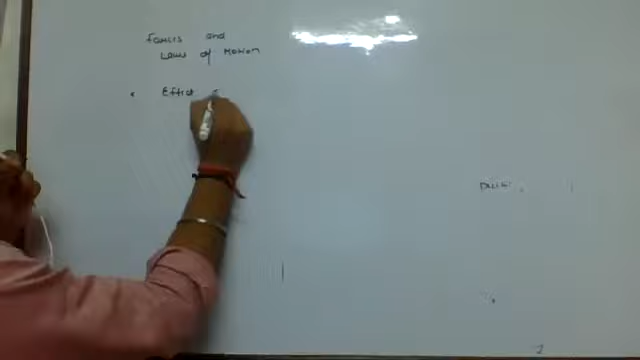 Forces and
Laws of Motion
• Effect